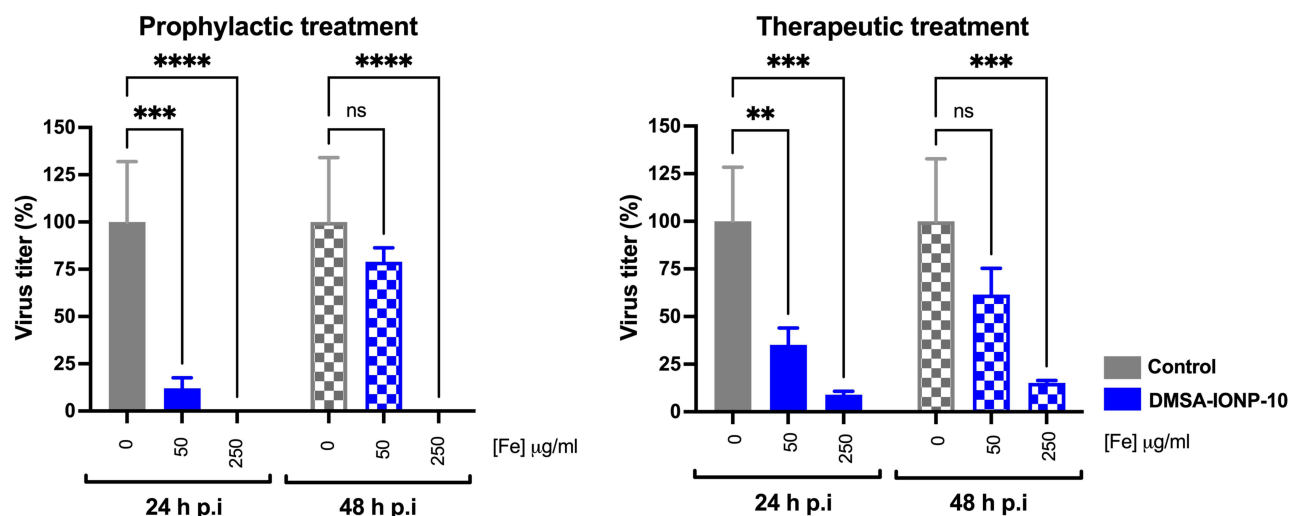 Prophylactic treatment
**** ****
*** ns
150
125
100
75
50
25
0
Virus titer (%)
0 50 250 0 50 250
[Fe] μg/ml
24 h p.i 48 h p.i
Therapeutic treatment
*** ***
** ns
150
125
100
75
50
25
0
Virus titer (%)
0 50 250 0 50 250
[Fe] μg/ml
24 h p.i 48 h p.i
Control
DMSA-IONP-10